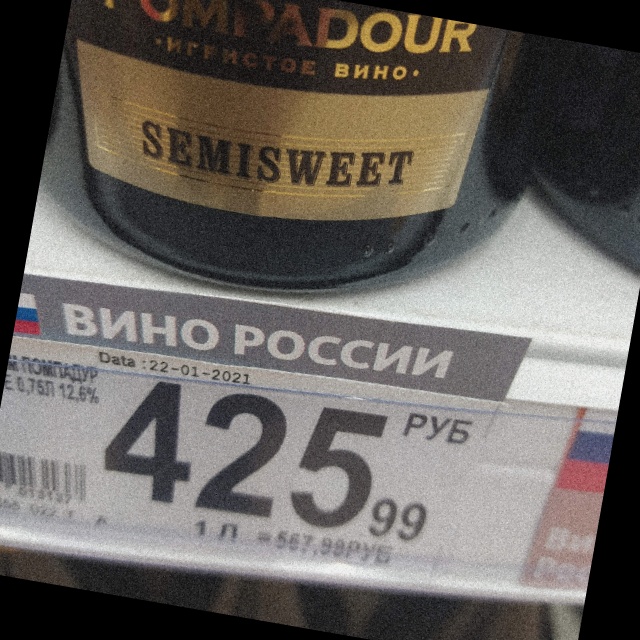 POMPADOUR
·ИГРИСТОЕ ВИНО·
SEMISWEET
ВИНО РОССИИ
Data :22-01-2021
ПОМПАДУР
0,75Л 12,6%
425 99 РУБ
1 Л =567,99РУБ